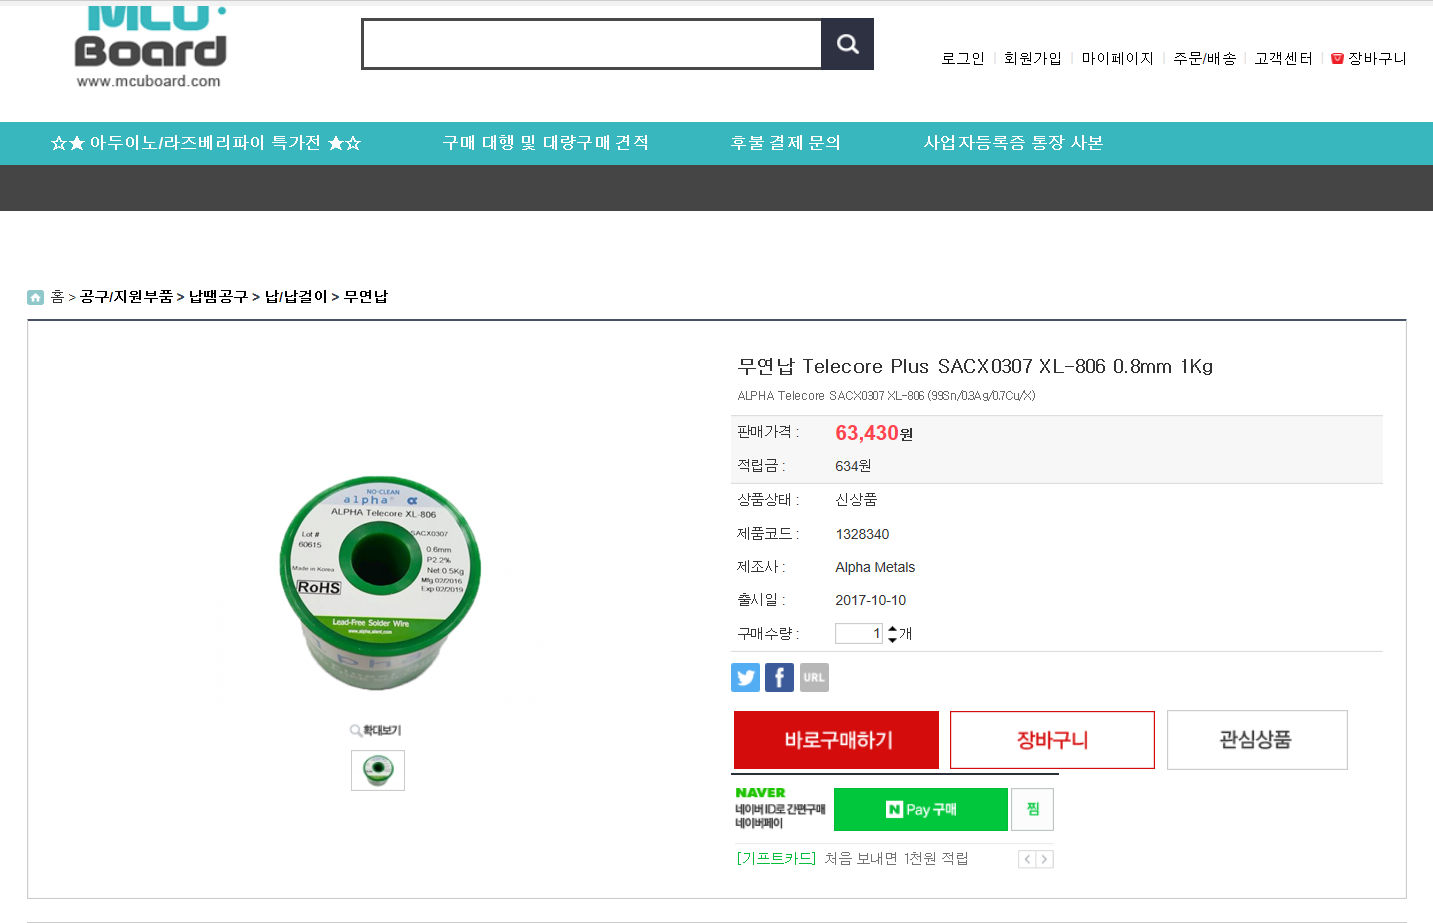 MCU
Board
www.mcuboard.com
로그인 | 회원가입 | 마이페이지 | 주문/배송 | 고객센터 | 장바구니
☆★ 아두이노/라즈베리파이 특가전 ★☆
구매 대행 및 대량구매 견적
후불 결제 문의
사업자등록증 통장 사본
홈 > 공구/지원부품 > 납땜공구 > 납/납걸이 > 무연납
무연납 Telecore Plus SACX0307 XL-806 0.8mm 1Kg
ALPHA Telecore SACX0307 XL-806 (99Sn/0.3Ag/0.7Cu/X)
판매가격 : 63,430원
적립금 : 634원
상품상태 : 신상품
제품코드 : 1328340
제조사 : Alpha Metals
출시일 : 2017-10-10
구매수량 : 1 개
URL
바로구매하기
장바구니
관심상품
NAVER
네이버ID로 간편구매
네이버페이
N Pay 구매
찜
[기프트카드] 처음 보내면 1천원 적립
NO-CLEAN
alpha® α
ALPHA Telecore XL-806
Lot #
60615
SACX0307
0.6mm
P2.2%
Net 0.5Kg
Made in Korea
Mfg 02/2016
Exp 02/2019
RoHS
Lead-Free Solder Wire
www.alpha.alent.com
확대보기